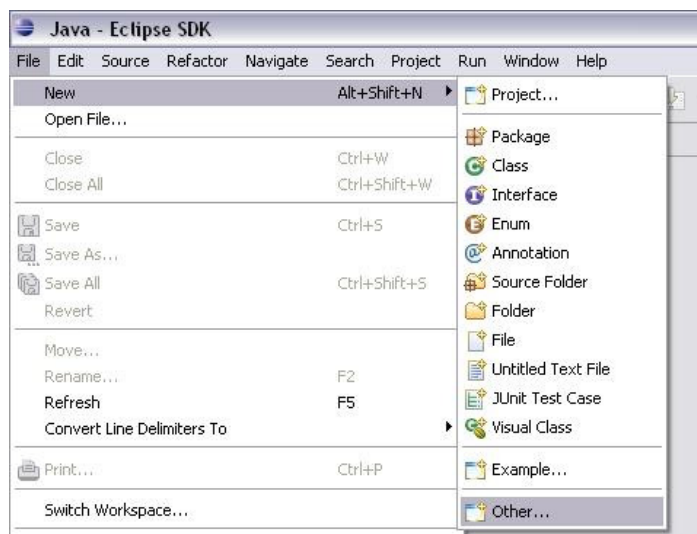 Java - Eclipse SDK
File Edit Source Refactor Navigate Search Project Run Window Help
New Alt+Shift+N
Open File...
Close Ctrl+W
Close All Ctrl+Shift+W
Save Ctrl+S
Save As...
Save All Ctrl+Shift+S
Revert
Move...
Rename... F2
Refresh F5
Convert Line Delimiters To
Print... Ctrl+P
Switch Workspace...
Project...
Package
Class
Interface
Enum
Annotation
Source Folder
Folder
File
Untitled Text File
JUnit Test Case
Visual Class
Example...
Other...